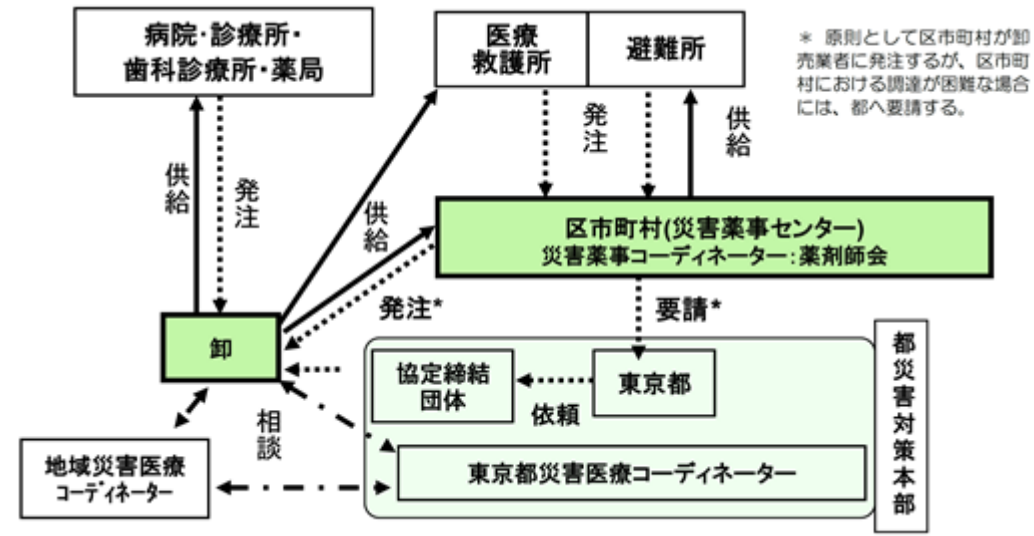 病院・診療所・
歯科診療所・薬局
医療
救護所
避難所
* 原則として区市町村が卸
売業者に発注するが、区市町
村における調達が困難な場合
には、都へ要請する。
供給
発注
供給
発注
供給
区市町村(災害薬事センター)
災害薬事コーディネーター：薬剤師会
発注*
要請*
卸
協定締結
団体
依頼
東京都
都災害対策本部
相談
地域災害医療
コーディネーター
東京都災害医療コーディネーター